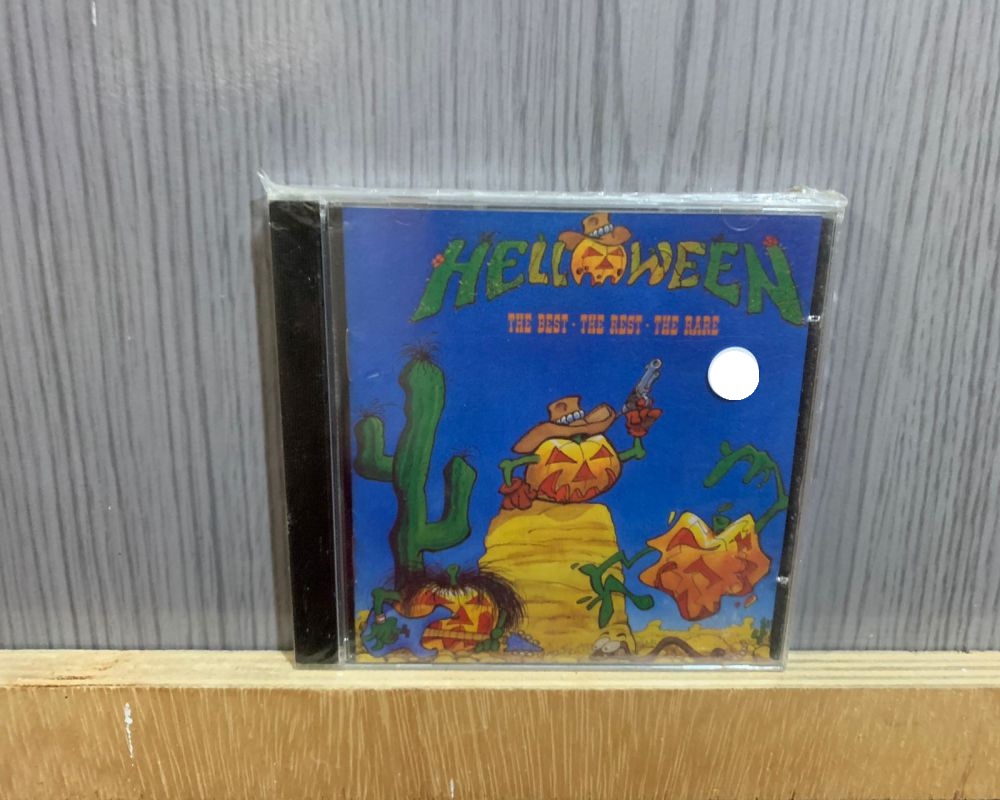 HELLOWEEN
THE BEST · THE REST · THE RARE